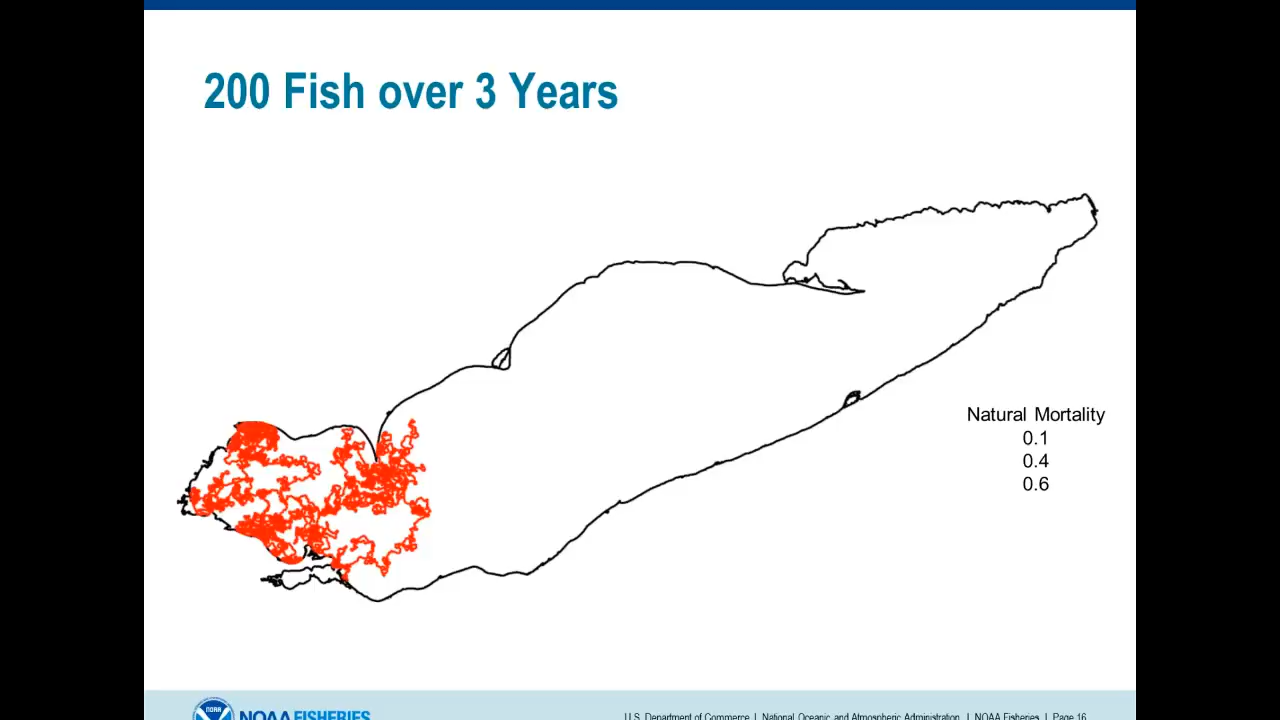 200 Fish over 3 Years
Natural Mortality
0.1
0.4
0.6
NOAA
NOAA FISHERIES
U.S. Department of Commerce | National Oceanic and Atmospheric Administration | NOAA Fisheries | Page 16